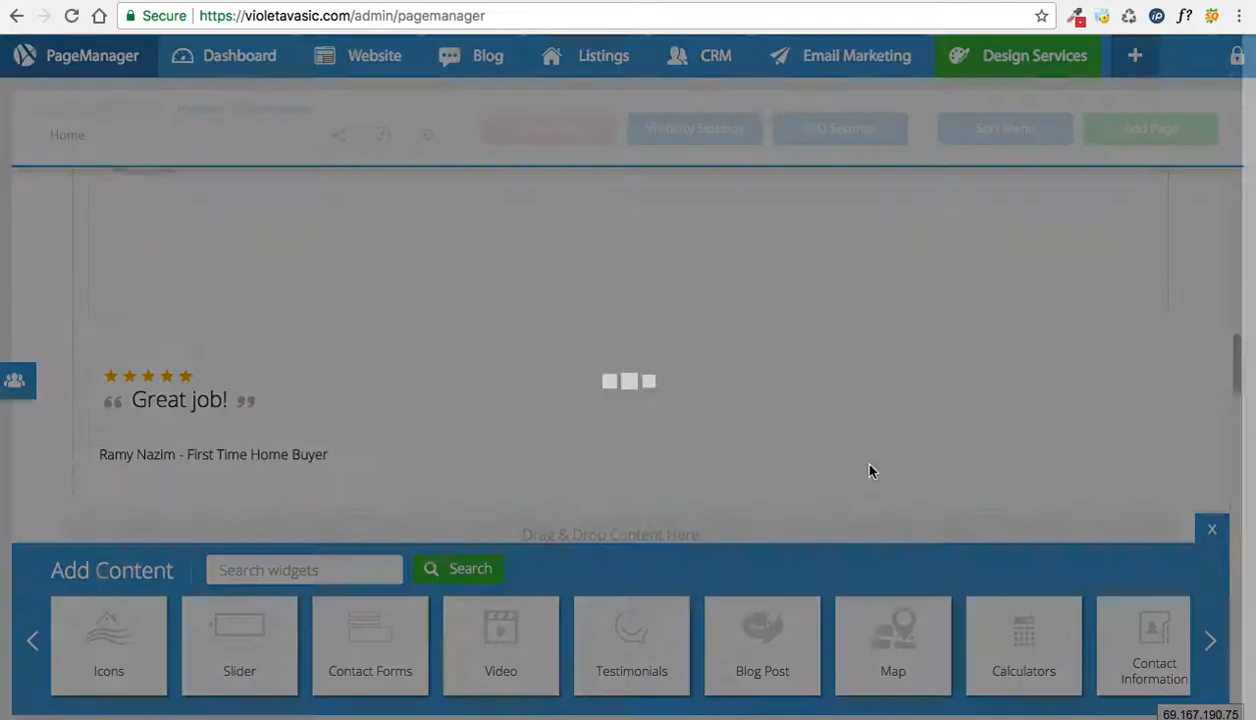 Secure https://violetavasic.com/admin/pagemanager
PageManager Dashboard Website Blog Listings CRM Email Marketing Design Services
Home Visibility Settings SEO Settings Sort Menu Add Page
Great job!
Ramy Nazim - First Time Home Buyer
Drag & Drop Content Here
x
Add Content Search widgets Search
Icons Slider Contact Forms Video Testimonials Blog Post Map Calculators Contact Information
69.167.190.75